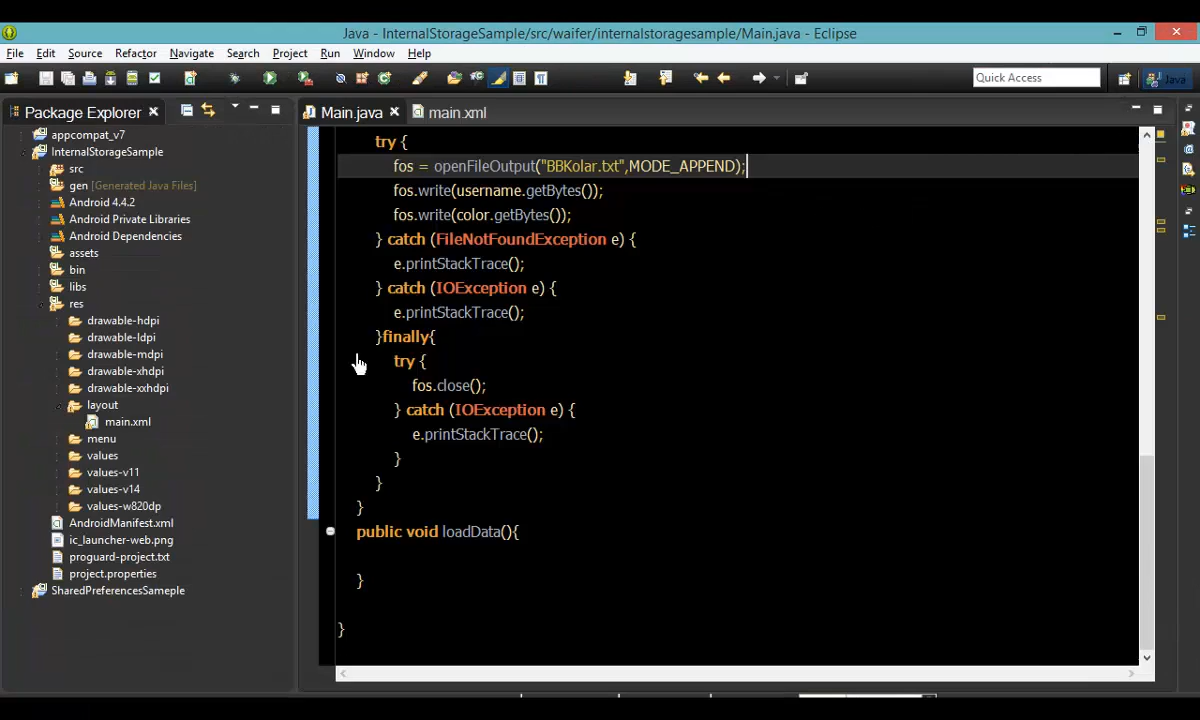 Java - InternalStorageSample/src/waifer/internalstoragesample/Main.java - Eclipse
File Edit Source Refactor Navigate Search Project Run Window Help
Quick Access
Java
Package Explorer
Main.java
main.xml
appcompat_v7
InternalStorageSample
src
gen [Generated Java Files]
Android 4.4.2
Android Private Libraries
Android Dependencies
assets
bin
libs
res
drawable-hdpi
drawable-ldpi
drawable-mdpi
drawable-xhdpi
drawable-xxhdpi
layout
main.xml
menu
values
values-v11
values-v14
values-w820dp
AndroidManifest.xml
ic_launcher-web.png
proguard-project.txt
project.properties
SharedPreferencesSameple
try {
fos = openFileOutput("BBKolar.txt",MODE_APPEND);
fos.write(username.getBytes());
fos.write(color.getBytes());
} catch (FileNotFoundException e) {
e.printStackTrace();
} catch (IOException e) {
e.printStackTrace();
}finally{
try {
fos.close();
} catch (IOException e) {
e.printStackTrace();
}
}
}
public void loadData(){
}
}